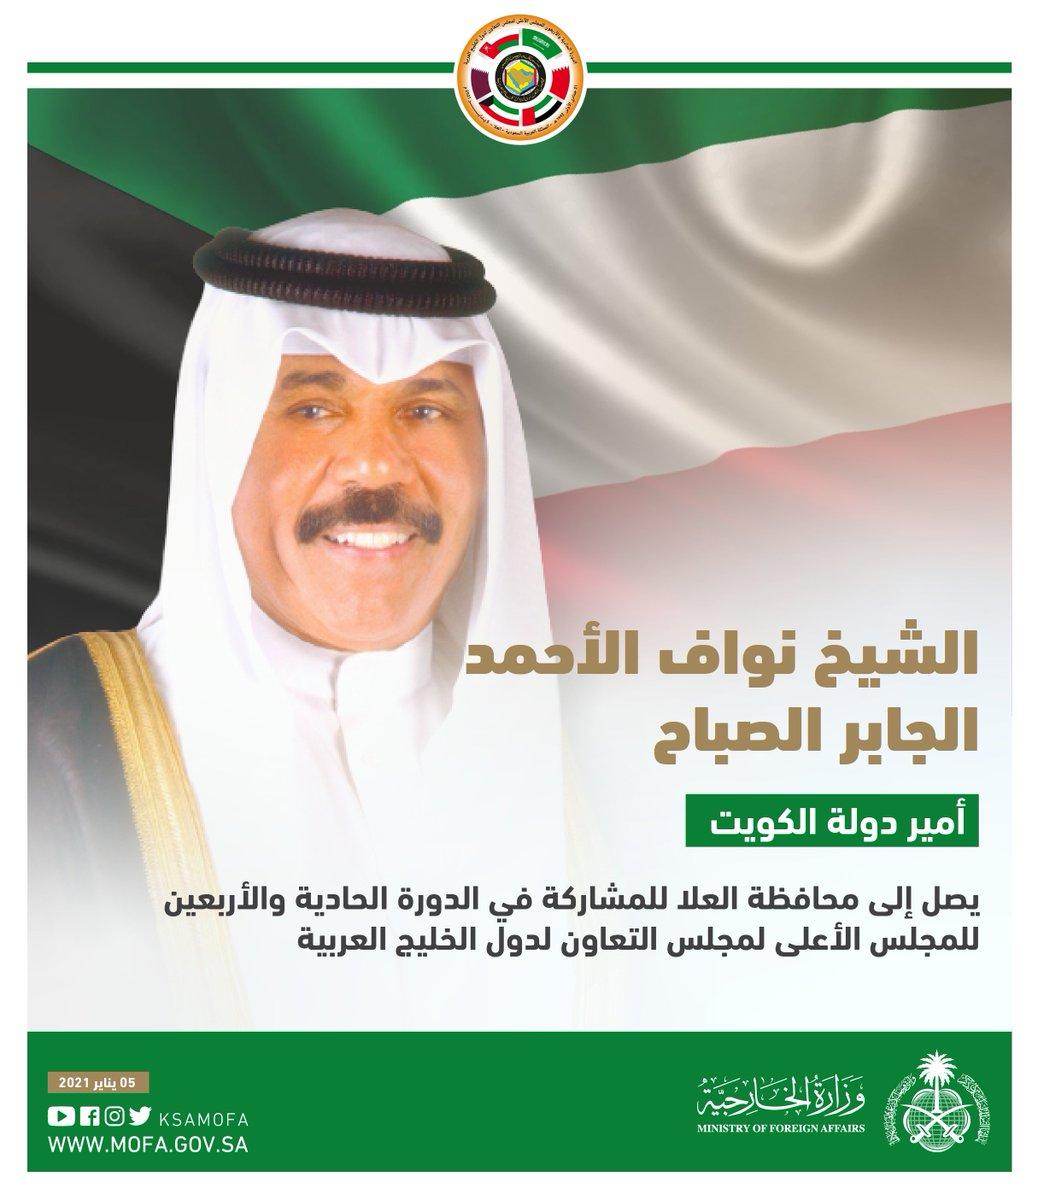 الشيخ نواف الأحمد
الجابر الصباح
أمير دولة الكويت
يصل إلى محافظة العلا للمشاركة في الدورة الحادية والأربعين
للمجلس الأعلى لمجلس التعاون لدول الخليج العربية
وزارة الخارجية
MINISTRY OF FOREIGN AFFAIRS
05 يناير 2021
KSAMOFA
WWW.MOFA.GOV.SA